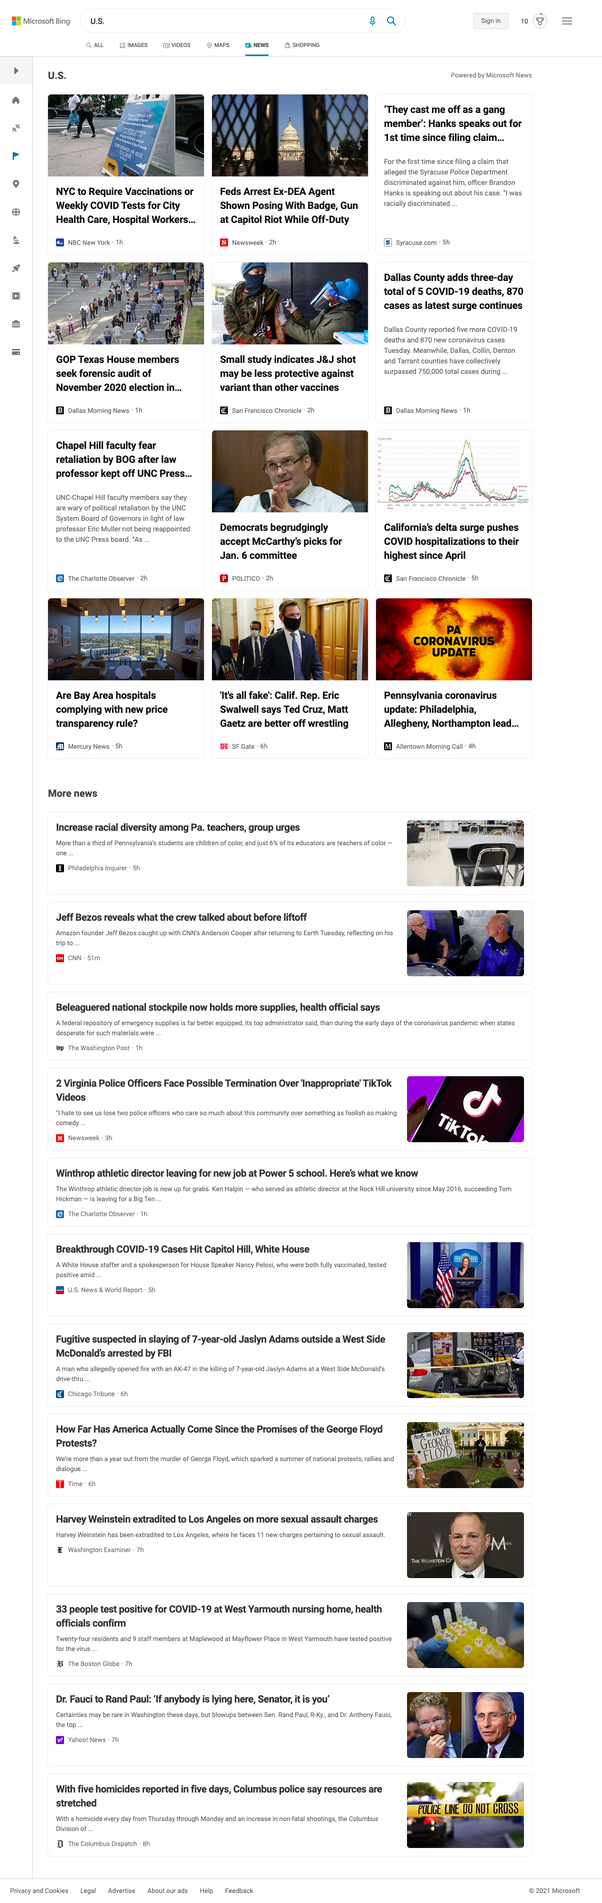 Microsoft Bing
U.S.
Sign in
10
ALL
IMAGES
VIDEOS
MAPS
NEWS
SHOPPING
U.S.
Powered by Microsoft News
NYC to Require Vaccinations or
Weekly COVID Tests for City
Health Care, Hospital Workers...
NBC New York · 1h
Feds Arrest Ex-DEA Agent
Shown Posing With Badge, Gun
at Capitol Riot While Off-Duty
Newsweek · 2h
'They cast me off as a gang
member': Hanks speaks out for
1st time since filing claim...
For the first time since filing a claim that
alleged the Syracuse Police Department
discriminated against him, officer Brandon
Hanks is speaking out about his case. "I was
racially discriminated ...
Syracuse.com · 5h
GOP Texas House members
seek forensic audit of
November 2020 election in...
Dallas Morning News · 1h
Small study indicates J&J shot
may be less protective against
variant than other vaccines
San Francisco Chronicle · 2h
Dallas County adds three-day
total of 5 COVID-19 deaths, 870
cases as latest surge continues
Dallas County reported five more COVID-19
deaths and 870 new coronavirus cases
Tuesday. Meanwhile, Dallas, Collin, Denton
and Tarrant counties have collectively
surpassed 750,000 total cases during ...
Dallas Morning News · 1h
Chapel Hill faculty fear
retaliation by BOG after law
professor kept off UNC Press...
UNC-Chapel Hill faculty members say they
are wary of political retaliation by the UNC
System Board of Governors in light of law
professor Eric Muller not being reappointed
to the UNC Press board. "As ...
The Charlotte Observer · 2h
Democrats begrudgingly
accept McCarthy's picks for
Jan. 6 committee
POLITICO · 2h
California's delta surge pushes
COVID hospitalizations to their
highest since April
San Francisco Chronicle · 5h
Are Bay Area hospitals
complying with new price
transparency rule?
Mercury News · 5h
'It's all fake': Calif. Rep. Eric
Swalwell says Ted Cruz, Matt
Gaetz are better off wrestling
SF Gate · 6h
PA
CORONAVIRUS
UPDATE
Pennsylvania coronavirus
update: Philadelphia,
Allegheny, Northampton lead...
Allentown Morning Call · 4h
More news
Increase racial diversity among Pa. teachers, group urges
More than a third of Pennsylvania's students are children of color, and just 6% of its educators are teachers of color —
one ...
Philadelphia Inquirer · 5h
Jeff Bezos reveals what the crew talked about before liftoff
Amazon founder Jeff Bezos caught up with CNN's Anderson Cooper after returning to Earth Tuesday, reflecting on his
trip to ...
CNN · 51m
Beleaguered national stockpile now holds more supplies, health official says
A federal repository of emergency supplies is far better equipped, its top administrator said, than during the early days of the coronavirus pandemic when states
desperate for such materials were ...
The Washington Post · 1h
2 Virginia Police Officers Face Possible Termination Over 'Inappropriate' TikTok
Videos
"I hate to see us lose two police officers who care so much about this community over something as foolish as making
comedy ...
Newsweek · 3h
TikTok
Winthrop athletic director leaving for new job at Power 5 school. Here's what we know
The Winthrop athletic director job is now up for grabs. Ken Halpin — who served as athletic director at the Rock Hill university since May 2016, succeeding Tom
Hickman — is leaving for a Big Ten ...
The Charlotte Observer · 1h
Breakthrough COVID-19 Cases Hit Capitol Hill, White House
A White House staffer and a spokesperson for House Speaker Nancy Pelosi, who were both fully vaccinated, tested
positive amid ...
U.S. News & World Report · 5h
Fugitive suspected in slaying of 7-year-old Jaslyn Adams outside a West Side
McDonald's arrested by FBI
A man who allegedly opened fire with an AK-47 in the killing of 7-year-old Jaslyn Adams at a West Side McDonald's
drive-thru ...
Chicago Tribune · 6h
How Far Has America Actually Come Since the Promises of the George Floyd
Protests?
We're more than a year out from the murder of George Floyd, which sparked a summer of national protests, rallies and
dialogue ...
Time · 6h
GEORGE
FLOYD
Harvey Weinstein extradited to Los Angeles on more sexual assault charges
Harvey Weinstein has been extradited to Los Angeles, where he faces 11 new charges pertaining to sexual assault.
Washington Examiner · 7h
THE WEINSTEIN
33 people test positive for COVID-19 at West Yarmouth nursing home, health
officials confirm
Twenty-four residents and 9 staff members at Maplewood at Mayflower Place in West Yarmouth have tested positive
for the virus ...
The Boston Globe · 7h
Dr. Fauci to Rand Paul: 'If anybody is lying here, Senator, it is you'
Certainties may be rare in Washington these days, but blowups between Sen. Rand Paul, R-Ky., and Dr. Anthony Fauci,
the top ...
Yahoo! News · 7h
With five homicides reported in five days, Columbus police say resources are
stretched
With a homicide every day from Thursday through Monday and an increase in non-fatal shootings, the Columbus
Division of ...
The Columbus Dispatch · 8h
POLICE LINE DO NOT CROSS
Privacy and Cookies
Legal
Advertise
About our ads
Help
Feedback
© 2021 Microsoft